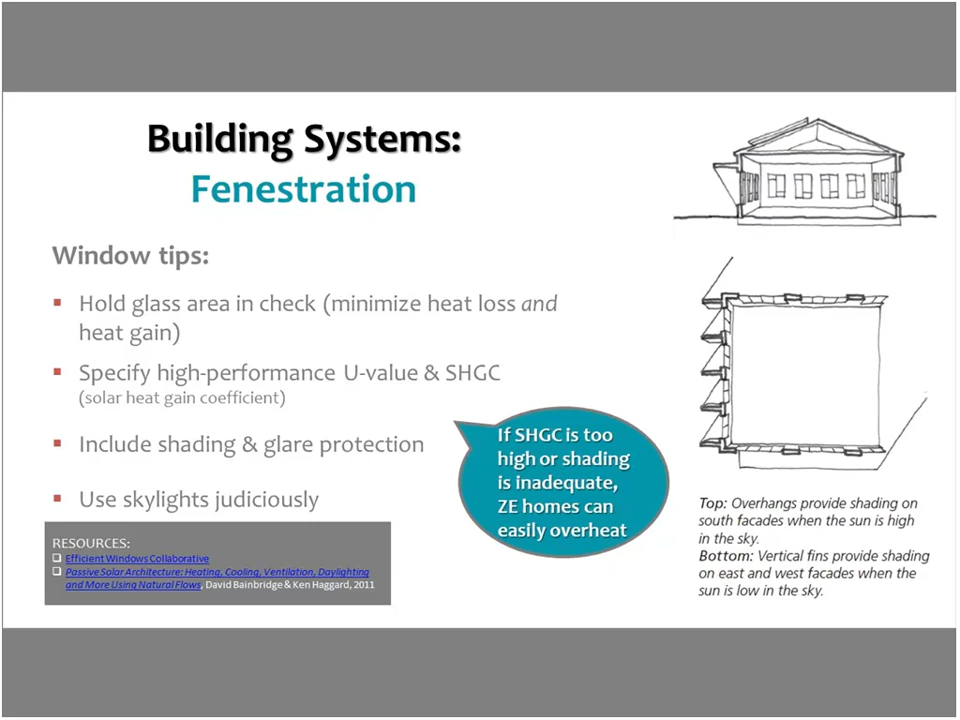 Building Systems:
Fenestration
Window tips:
▪ Hold glass area in check (minimize heat loss and
heat gain)
▪ Specify high-performance U-value & SHGC
(solar heat gain coefficient)
▪ Include shading & glare protection
▪ Use skylights judiciously
If SHGC is too
high or shading
is inadequate,
ZE homes can
easily overheat
RESOURCES:
❑ Efficient Windows Collaborative
❑ Passive Solar Architecture: Heating, Cooling, Ventilation, Daylighting
and More Using Natural Flows, David Bainbridge & Ken Haggard, 2011
Top: Overhangs provide shading on
south facades when the sun is high
in the sky.
Bottom: Vertical fins provide shading
on east and west facades when the
sun is low in the sky.